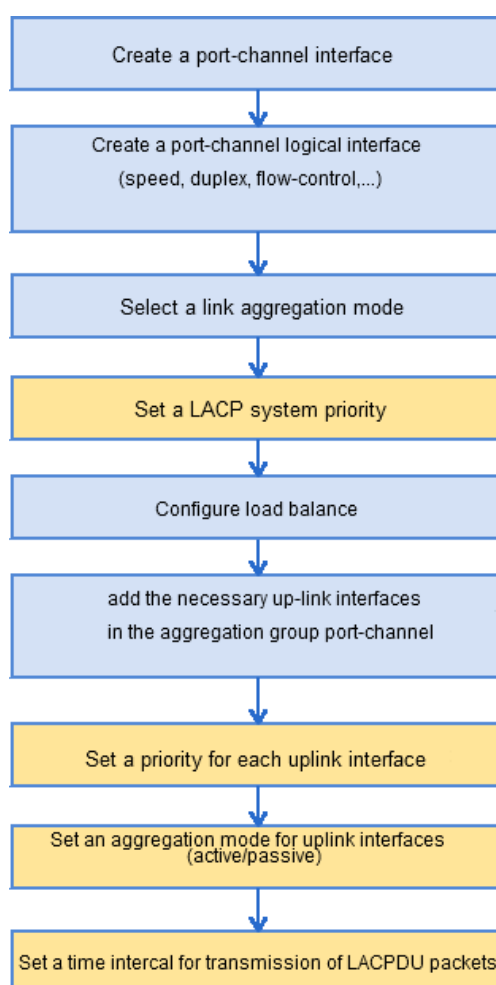 Create a port-channel interface
Create a port-channel logical interface
(speed, duplex, flow-control,...)
Select a link aggregation mode
Set a LACP system priority
Configure load balance
add the necessary up-link interfaces
in the aggregation group port-channel
Set a priority for each uplink interface
Set an aggregation mode for uplink interfaces
(active/passive)
Set a time intercal for transmission of LACPDU packets